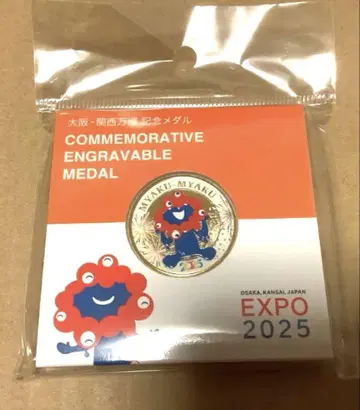 大阪・関西万博 記念メダル
COMMEMORATIVE
ENGRAVABLE
MEDAL
MYAKU-MYAKU
2025
OSAKA, KANSAI, JAPAN
EXPO
2025